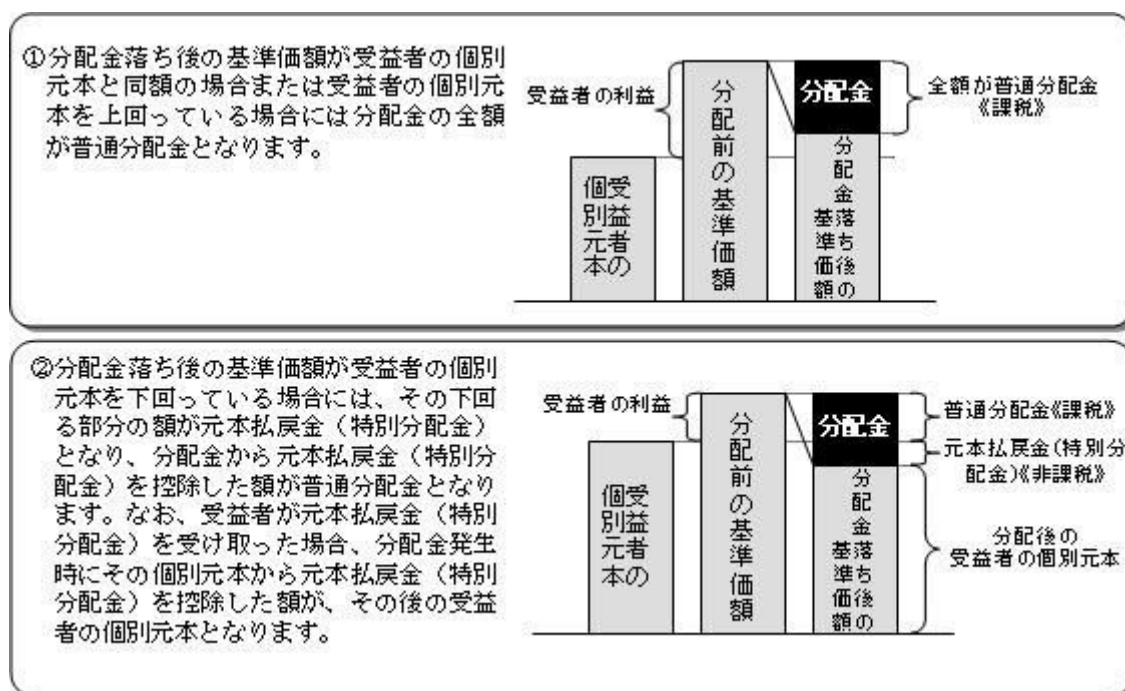 ①分配金落ち後の基準価額が受益者の個別
元本と同額の場合または受益者の個別元
本を上回っている場合には分配金の全額
が普通分配金となります。
受益者の利益
受益者の
個別元本
分配前の基準価額
分配金
分配金落ち後の
基準価額
全額が普通分配金
《課税》
②分配金落ち後の基準価額が受益者の個別
元本を下回っている場合には、その下回
る部分の額が元本払戻金（特別分配金）
となり、分配金から元本払戻金（特別分
配金）を控除した額が普通分配金となり
ます。なお、受益者が元本払戻金（特別
分配金）を受け取った場合、分配金発生
時にその個別元本から元本払戻金（特別
分配金）を控除した額が、その後の受益
者の個別元本となります。
受益者の利益
受益者の
個別元本
分配前の基準価額
分配金
分配金落ち後の
基準価額
普通分配金《課税》
元本払戻金(特別分
配金)《非課税》
分配後の
受益者の個別元本